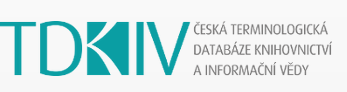 TDKIV
ČESKÁ TERMINOLOGICKÁ
DATABÁZE KNIHOVNICTVÍ
A INFORMAČNÍ VĚDY